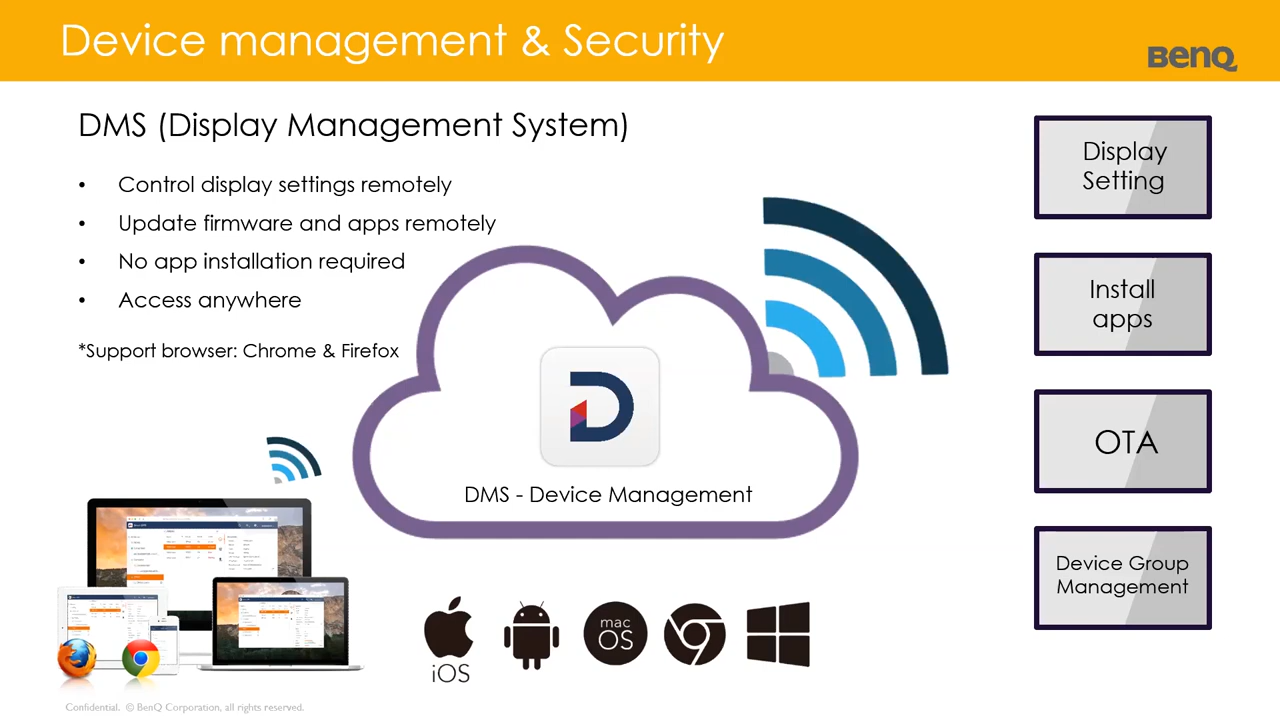 Device management & Security
BenQ
DMS (Display Management System)
• Control display settings remotely
• Update firmware and apps remotely
• No app installation required
• Access anywhere
*Support browser: Chrome & Firefox
DMS - Device Management
Display
Setting
Install
apps
OTA
Device Group
Management
iOS
mac
OS
Confidential. © BenQ Corporation, all rights reserved.